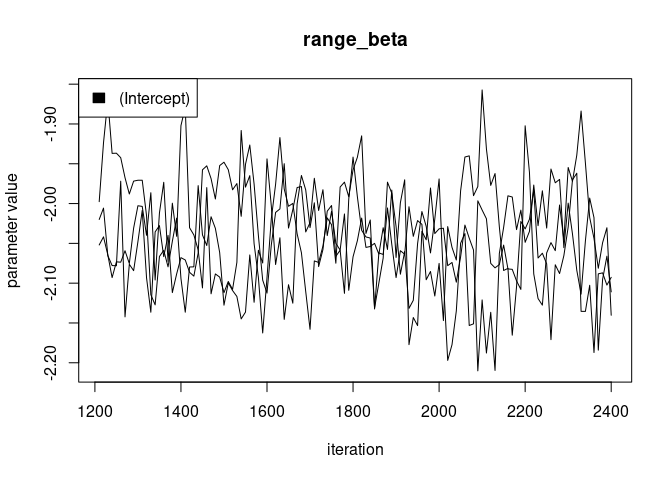 range_beta
(Intercept)
parameter value
-1.90
-2.00
-2.10
-2.20
1200 1400 1600 1800 2000 2200 2400
iteration